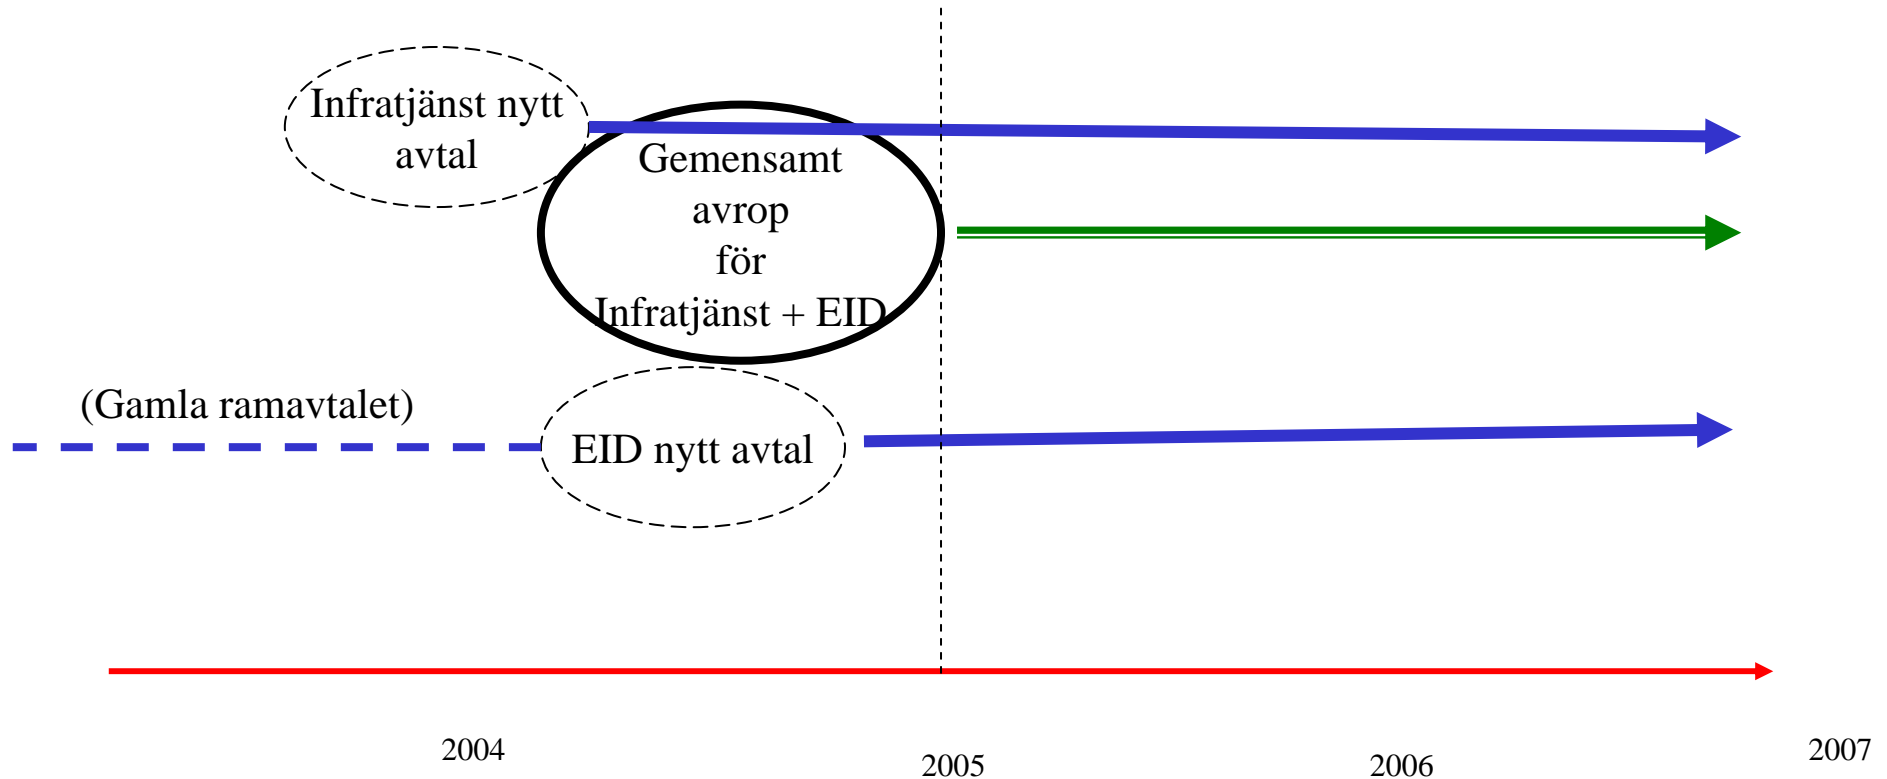 Infratjänst nytt
avtal
Gemensamt
avrop
för
Infratjänst + EID
(Gamla ramavtalet)
EID nytt avtal
2004
2005
2006
2007